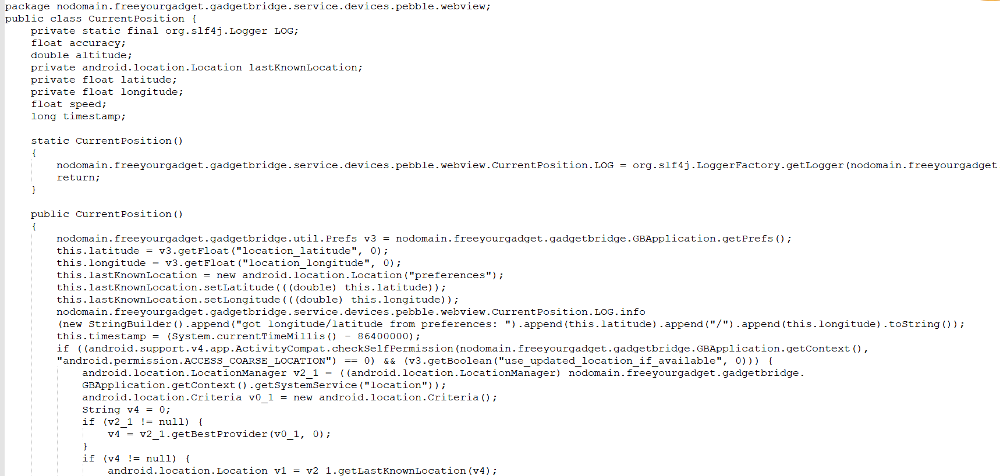 package nodomain.freeyourgadget.gadgetbridge.service.devices.pebble.webview;
public class CurrentPosition {
    private static final org.slf4j.Logger LOG;
    float accuracy;
    double altitude;
    private android.location.Location lastKnownLocation;
    private float latitude;
    private float longitude;
    float speed;
    long timestamp;

    static CurrentPosition()
    {
        nodomain.freeyourgadget.gadgetbridge.service.devices.pebble.webview.CurrentPosition.LOG = org.slf4j.LoggerFactory.getLogger(nodomain.freeyourgadget
        return;
    }

    public CurrentPosition()
    {
        nodomain.freeyourgadget.gadgetbridge.util.Prefs v3 = nodomain.freeyourgadget.gadgetbridge.GBApplication.getPrefs();
        this.latitude = v3.getFloat("location_latitude", 0);
        this.longitude = v3.getFloat("location_longitude", 0);
        this.lastKnownLocation = new android.location.Location("preferences");
        this.lastKnownLocation.setLatitude(((double) this.latitude));
        this.lastKnownLocation.setLongitude(((double) this.longitude));
        nodomain.freeyourgadget.gadgetbridge.service.devices.pebble.webview.CurrentPosition.LOG.info
        (new StringBuilder().append("got longitude/latitude from preferences: ").append(this.latitude).append("/").append(this.longitude).toString());
        this.timestamp = (System.currentTimeMillis() - 86400000);
        if ((android.support.v4.app.ActivityCompat.checkSelfPermission(nodomain.freeyourgadget.gadgetbridge.GBApplication.getContext(),
        "android.permission.ACCESS_COARSE_LOCATION") == 0) && (v3.getBoolean("use_updated_location_if_available", 0))) {
            android.location.LocationManager v2_1 = ((android.location.LocationManager) nodomain.freeyourgadget.gadgetbridge.
            GBApplication.getContext().getSystemService("location"));
            android.location.Criteria v0_1 = new android.location.Criteria();
            String v4 = 0;
            if (v2_1 != null) {
                v4 = v2_1.getBestProvider(v0_1, 0);
            }
            if (v4 != null) {
                android.location.Location v1 = v2_1.getLastKnownLocation(v4);